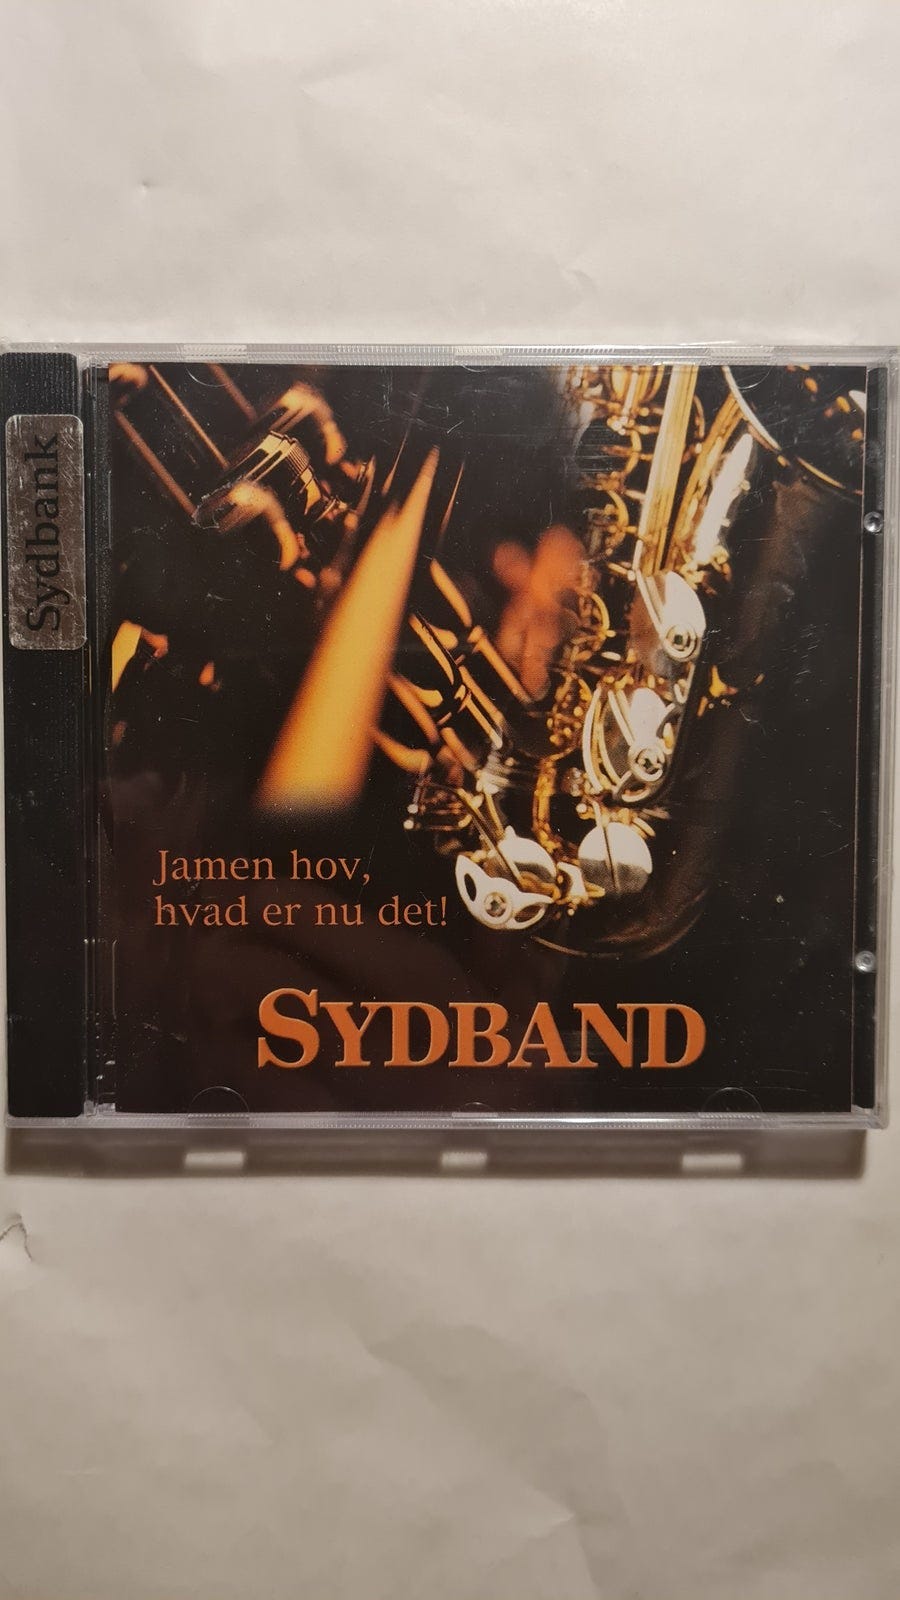 Sydbank
Jamen hov,
hvad er nu det!
SYDBAND